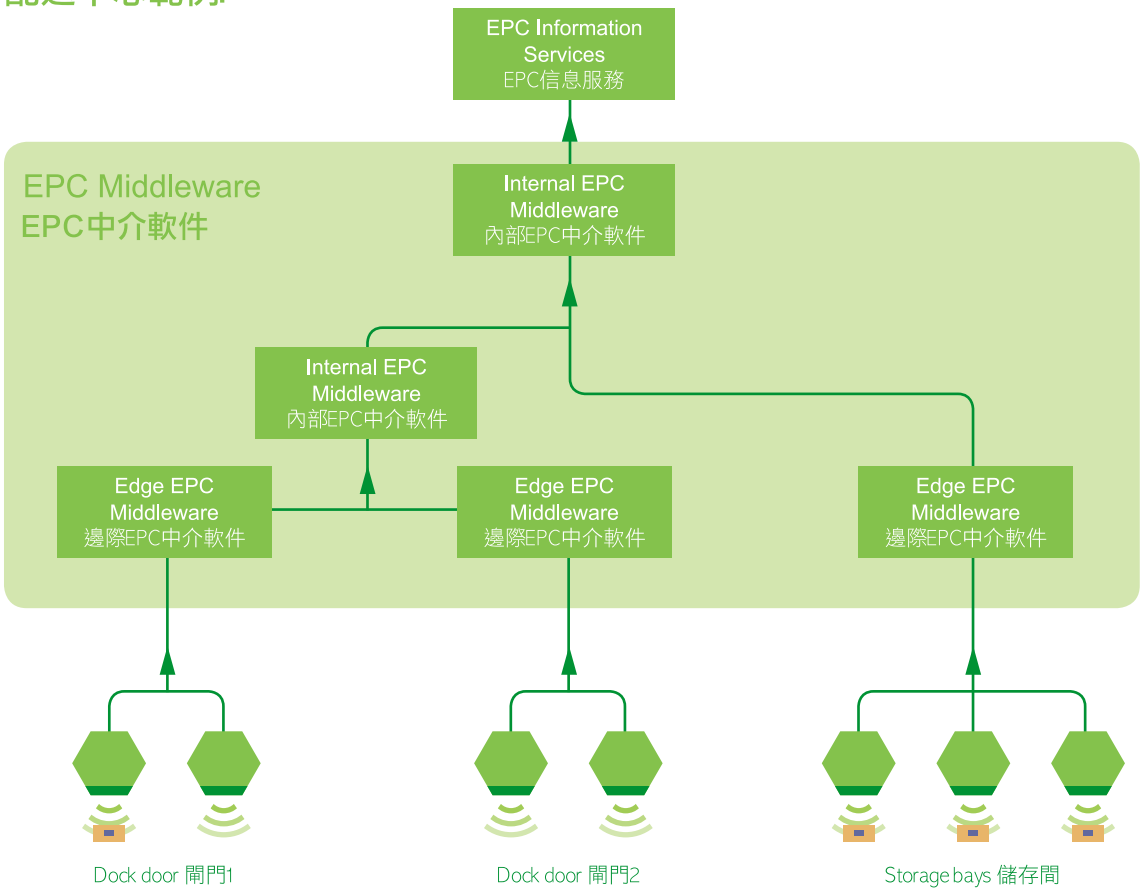 EPC Information
Services
EPC信息服務
EPC Middleware
EPC中介軟件
Internal EPC
Middleware
內部EPC中介軟件
Internal EPC
Middleware
內部EPC中介軟件
Edge EPC
Middleware
邊際EPC中介軟件
Edge EPC
Middleware
邊際EPC中介軟件
Edge EPC
Middleware
邊際EPC中介軟件
Dock door 閘門1
Dock door 閘門2
Storage bays 儲存間